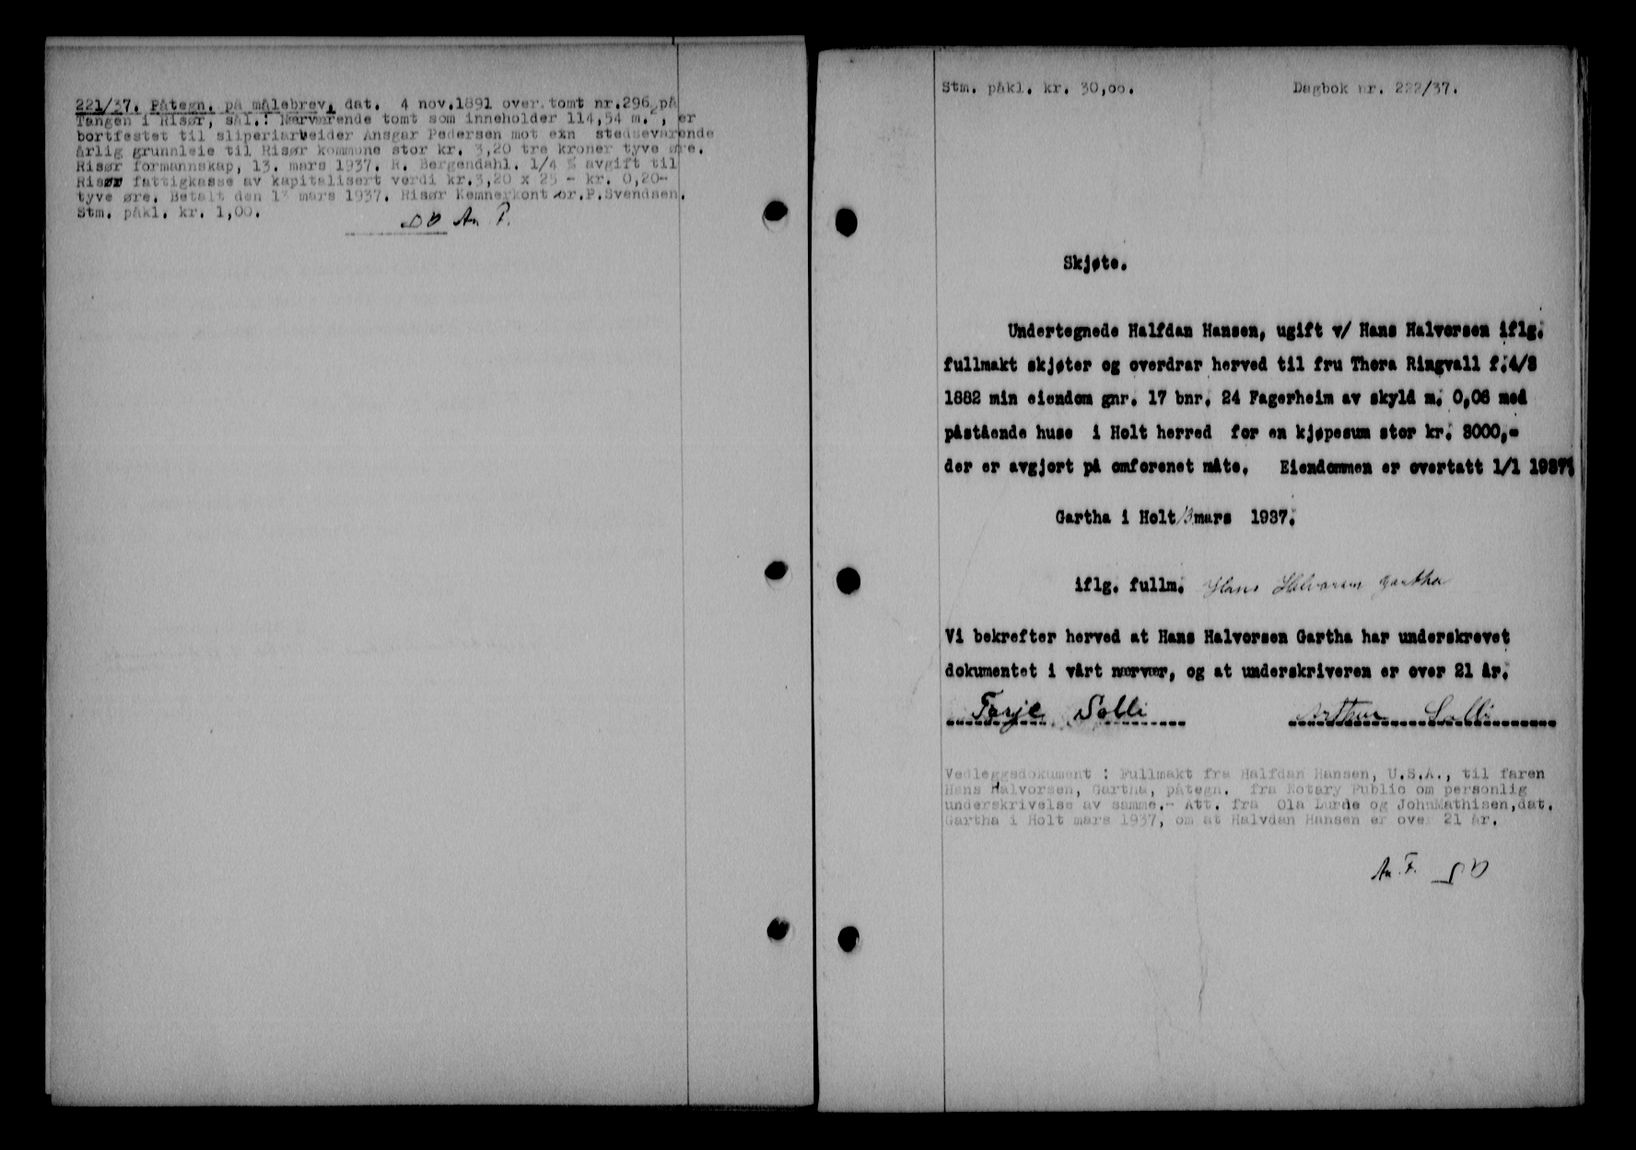 221/37. Påtegn. på målebrev, dat. 4 nov.1891 over tomt nr.296 på
Tangen i Risør, sål.: Nærværende tomt som inneholder 114,54 m.², er
bortfestet til sliperiarbeider Ansgar Pedersen mot en stedseværende
årlig grunnleie til Risør kommune stor kr. 3,20 tre kroner tyve øre.
Risør formannskap, 13. mars 1937. R. Bergendahl. 1/4 % avgift til
Risør fattigkasse av kapitalisert verdi kr.3,20 x 25 - kr. 0,20-
tyve øre. Betalt den 13 mars 1937. Risør Kemnerkontor.P.Svendsen.
Stm. påkl. kr. 1,00.
Stm. påkl. kr. 30,00. Dagbok nr. 222/37.
Skjøte.
Undertegnede Halfdan Hansen, ugift v/ Hans Halvorsen iflg.
fullmakt skjøter og overdrar herved til fru Thora Ringvall f.4/8
1882 min eiendom gnr. 17 bnr. 24 Fagerheim av skyld m. 0,06 med
påstående huse i Holt herred for en kjøpesum stor kr. 8000,-
der er avgjort på omforenet måte. Eiendommen er overtatt 1/1 1937.
Gartha i Holt 13 mars 1937.
iflg. fullm. Hans Halvorsen Gartha
Vi bekrefter herved at Hans Halvorsen Gartha har underskrevet
dokumentet i vårt nærvær, og at underskriveren er over 21 år.
Tarje Solli Arthur Solli
Vedleggsdokument : Fullmakt fra Halfdan Hansen, U.S.A., til faren
Hans Halvorsen, Gartha, påtegn. fra Notary Public om personlig
underskrivelse av samme.- Att. fra Ola Lurde og JohnMathisen,dat.
Gartha i Holt mars 1937, om at Halvdan Hansen er over 21 år.